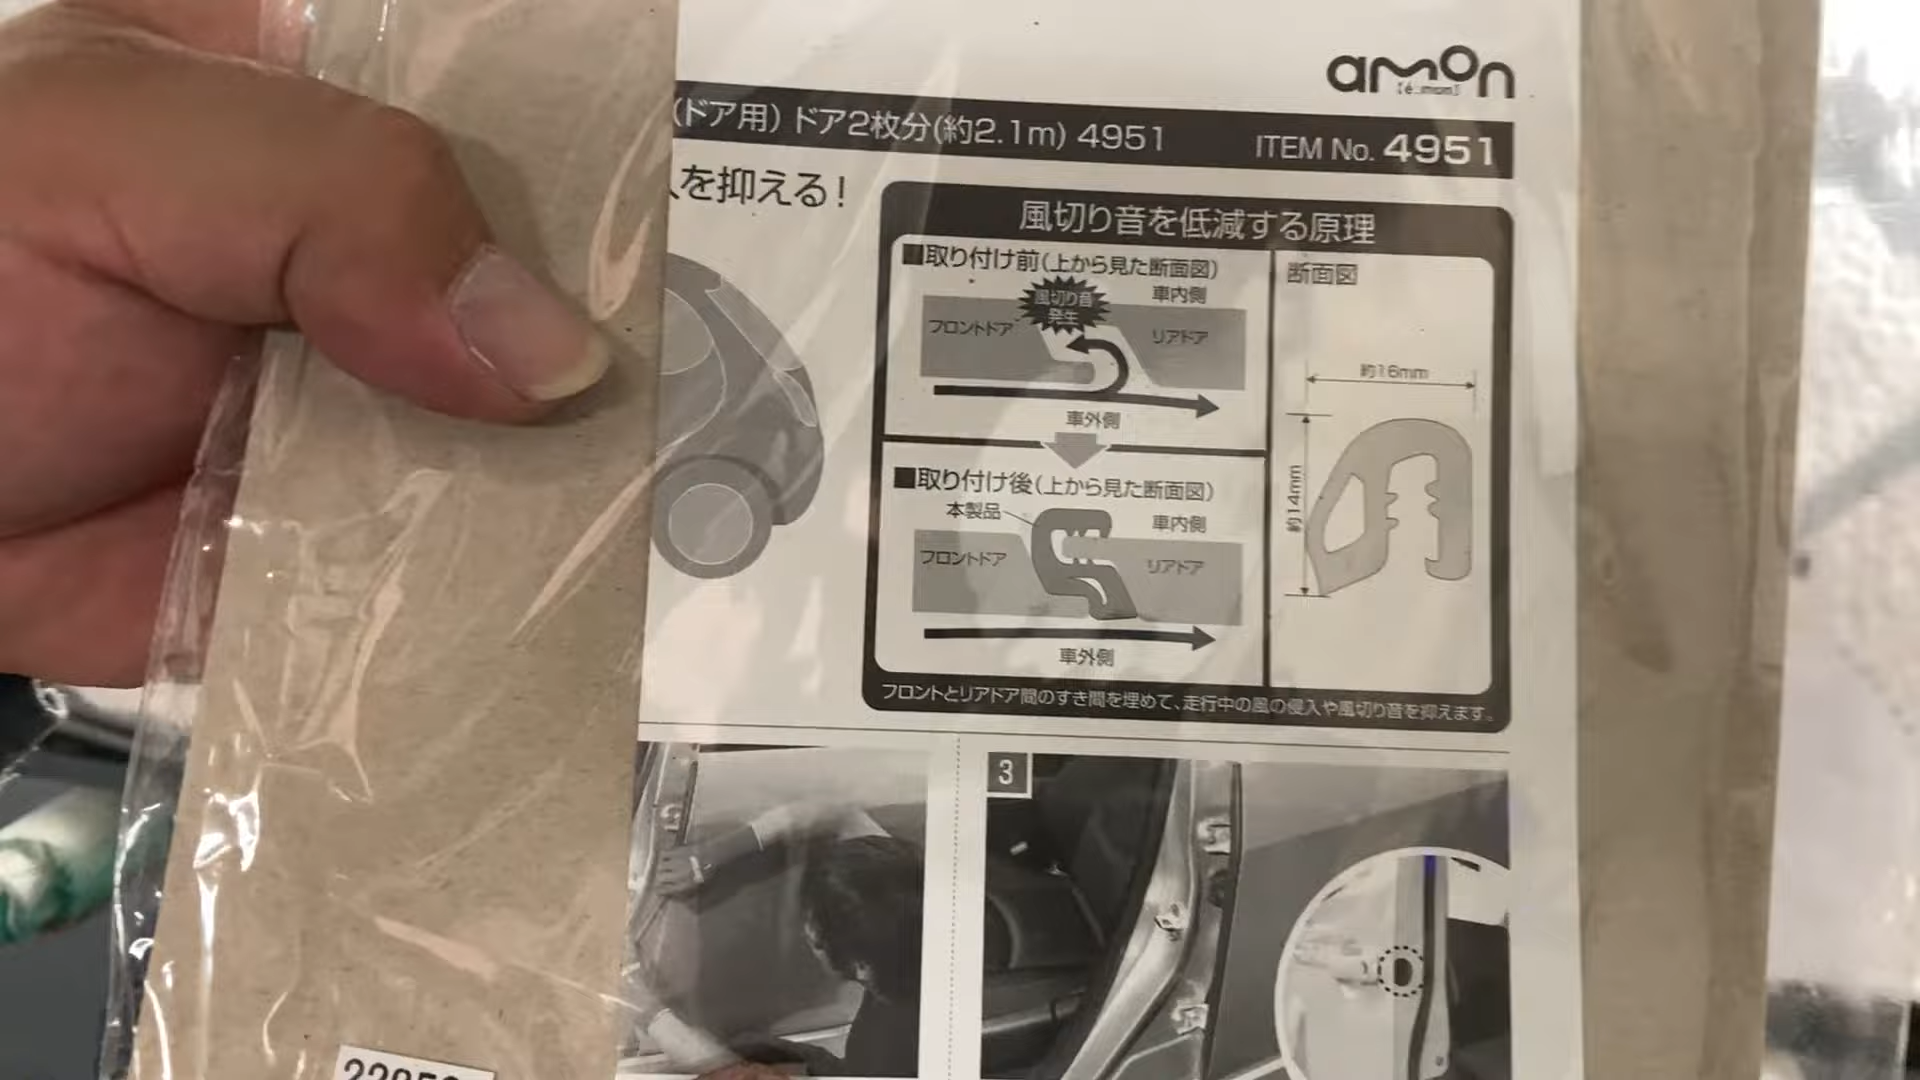 amon
[é_mon]
(ドア用) ドア2枚分(約2.1m) 4951
ITEM No. 4951
を抑える!
風切り音を低減する原理
■取り付け前(上から見た断面図)
断面図
風切り音
発生
車内側
フロントドア
リアドア
車外側
約16mm
約14mm
■取り付け後(上から見た断面図)
本製品
車内側
フロントドア
リアドア
車外側
フロントとリアドア間のすき間を埋めて、走行中の風の侵入や風切り音を抑えます。
3